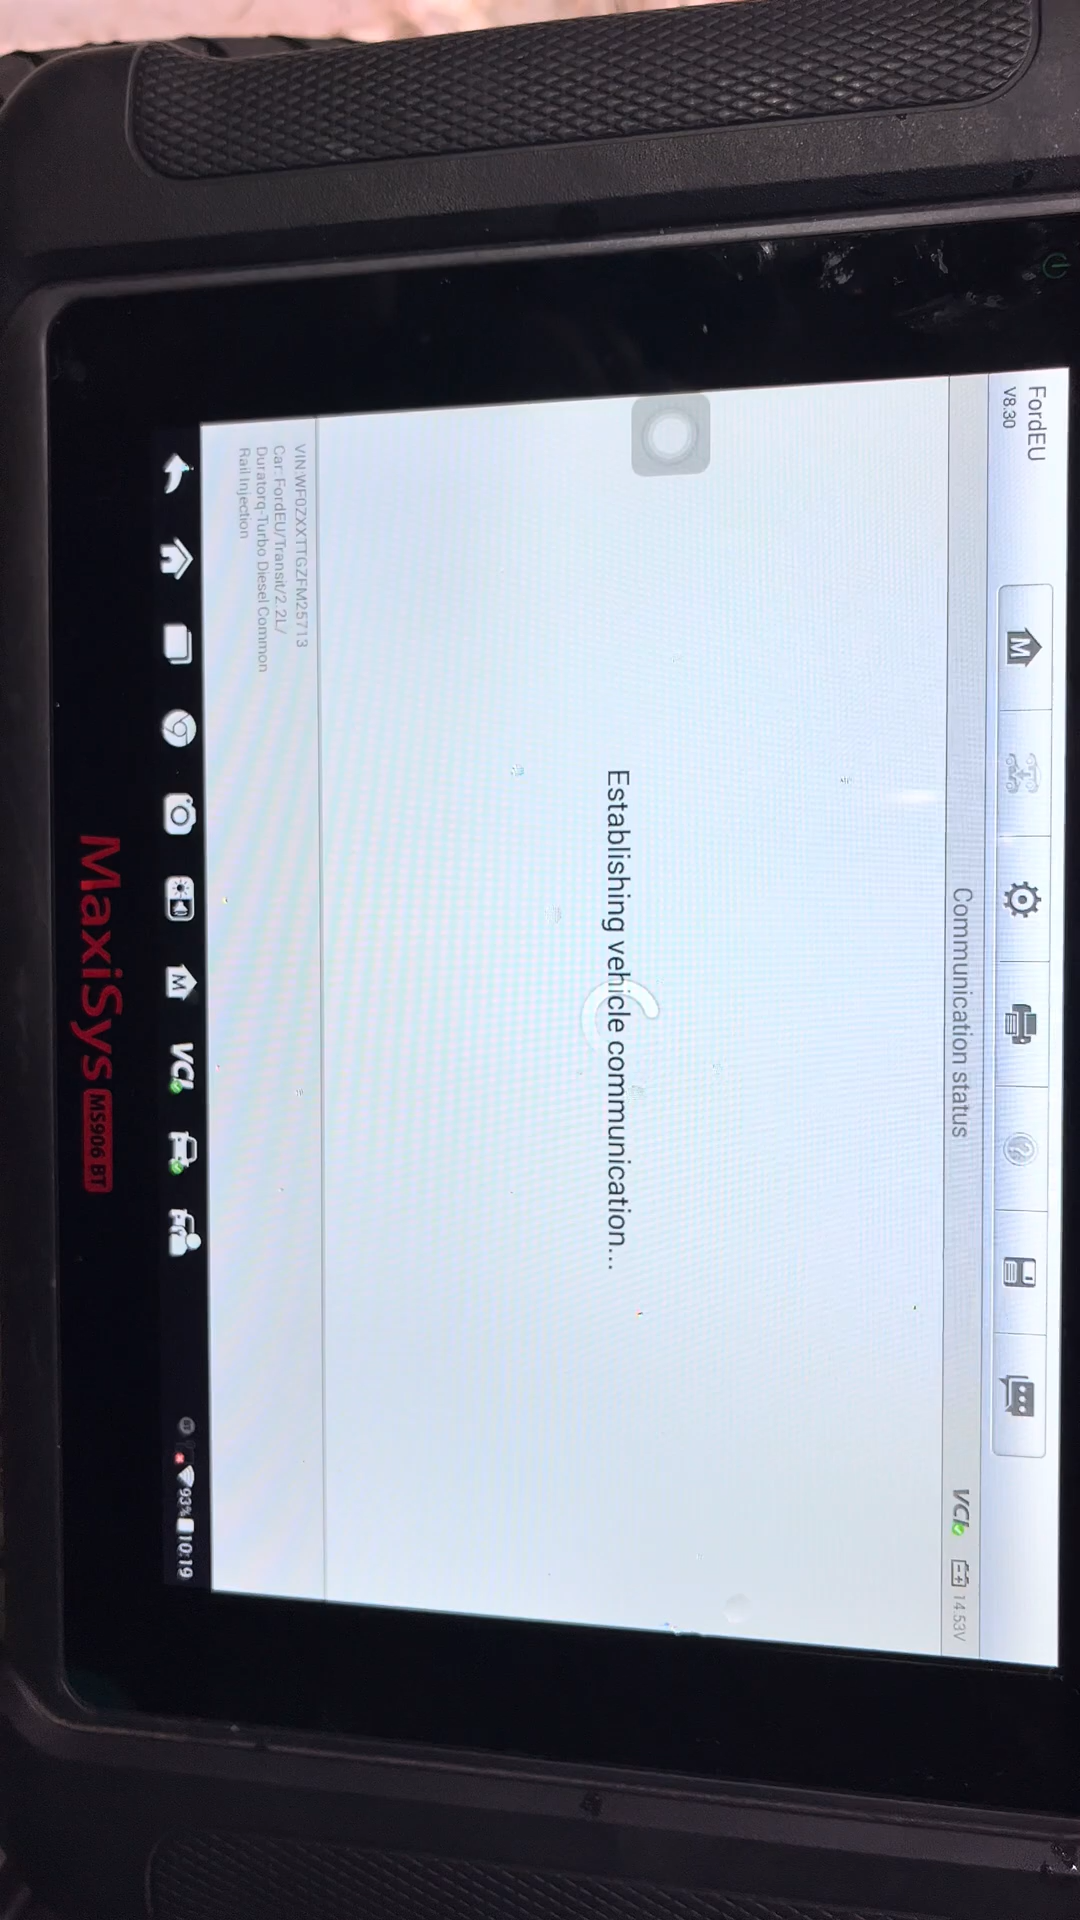 FordEU
V8.30
M
?
Communication status
VCI
14.53V
Establishing vehicle communication...
VIN:WF0ZXXTTGZFM25713
Car:FordEU/Transit/2.2L/
Duratorq-Turbo Diesel Common
Rail Injection
M
VCI
BT
93%
10:19
MaxiSys MS906 BT